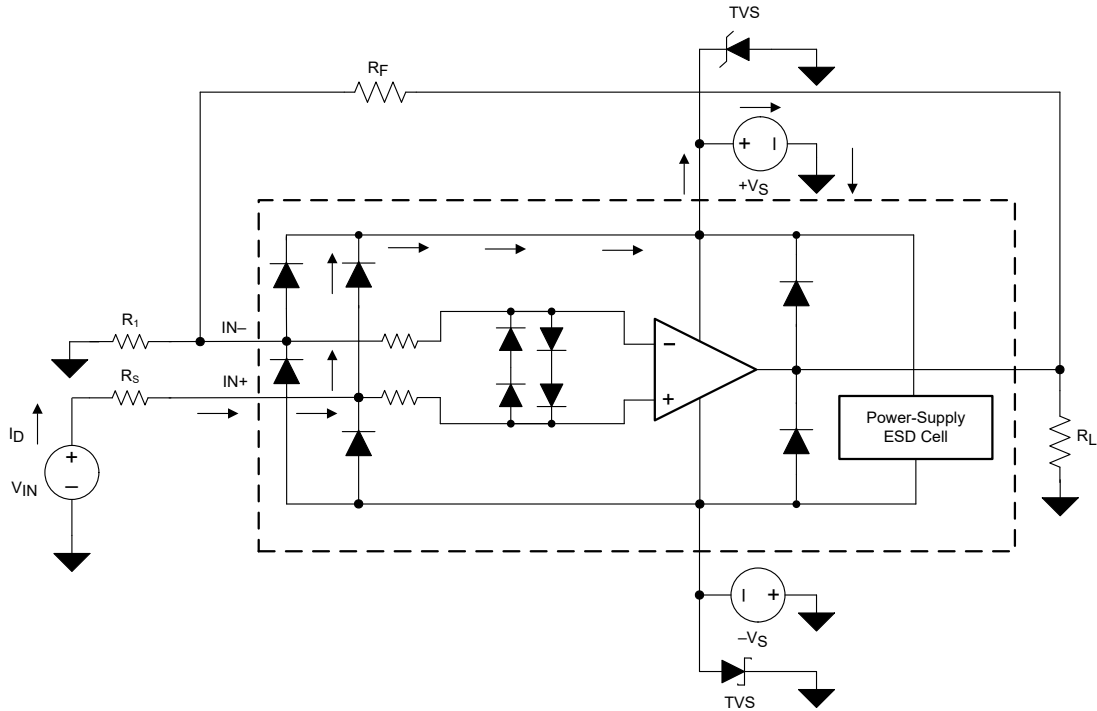 TVS
RF
+ –
+VS
R1
IN–
RS
IN+
ID
+
VIN
–
–
+
Power-Supply
ESD Cell
RL
– +
–VS
TVS